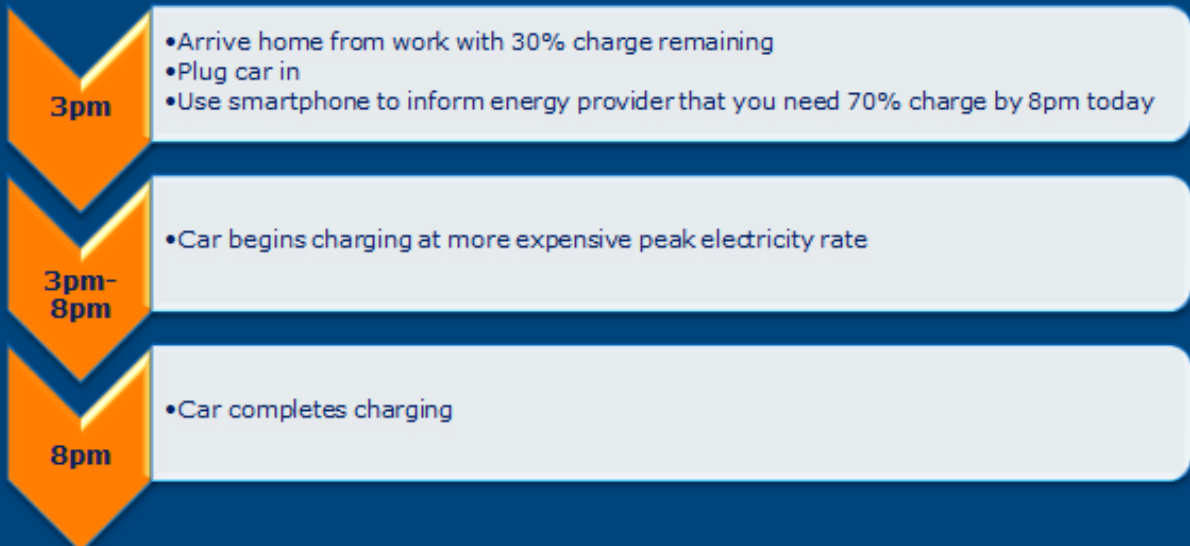 3pm
•Arrive home from work with 30% charge remaining
•Plug car in
•Use smartphone to inform energy provider that you need 70% charge by 8pm today
3pm-
8pm
•Car begins charging at more expensive peak electricity rate
8pm
•Car completes charging